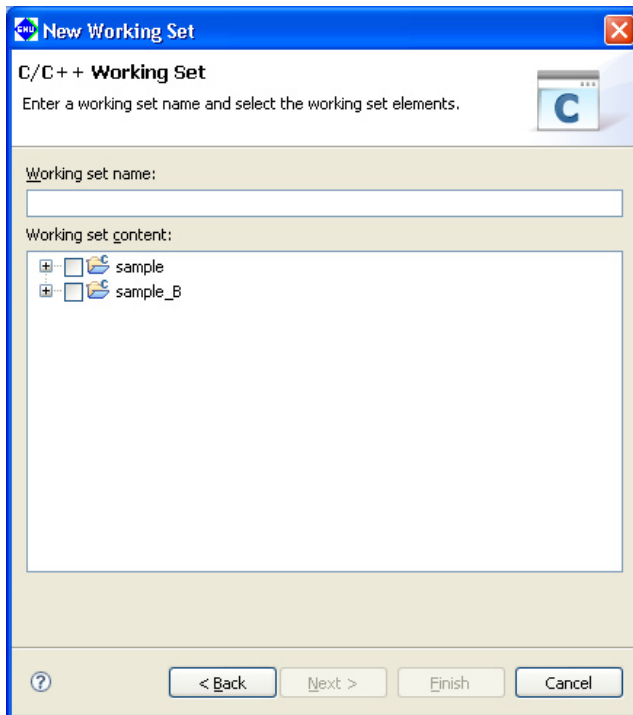 GNU New Working Set
C/C++ Working Set
Enter a working set name and select the working set elements.
C
Working set name:
Working set content:
C sample
C sample_B
? < Back Next > Finish Cancel